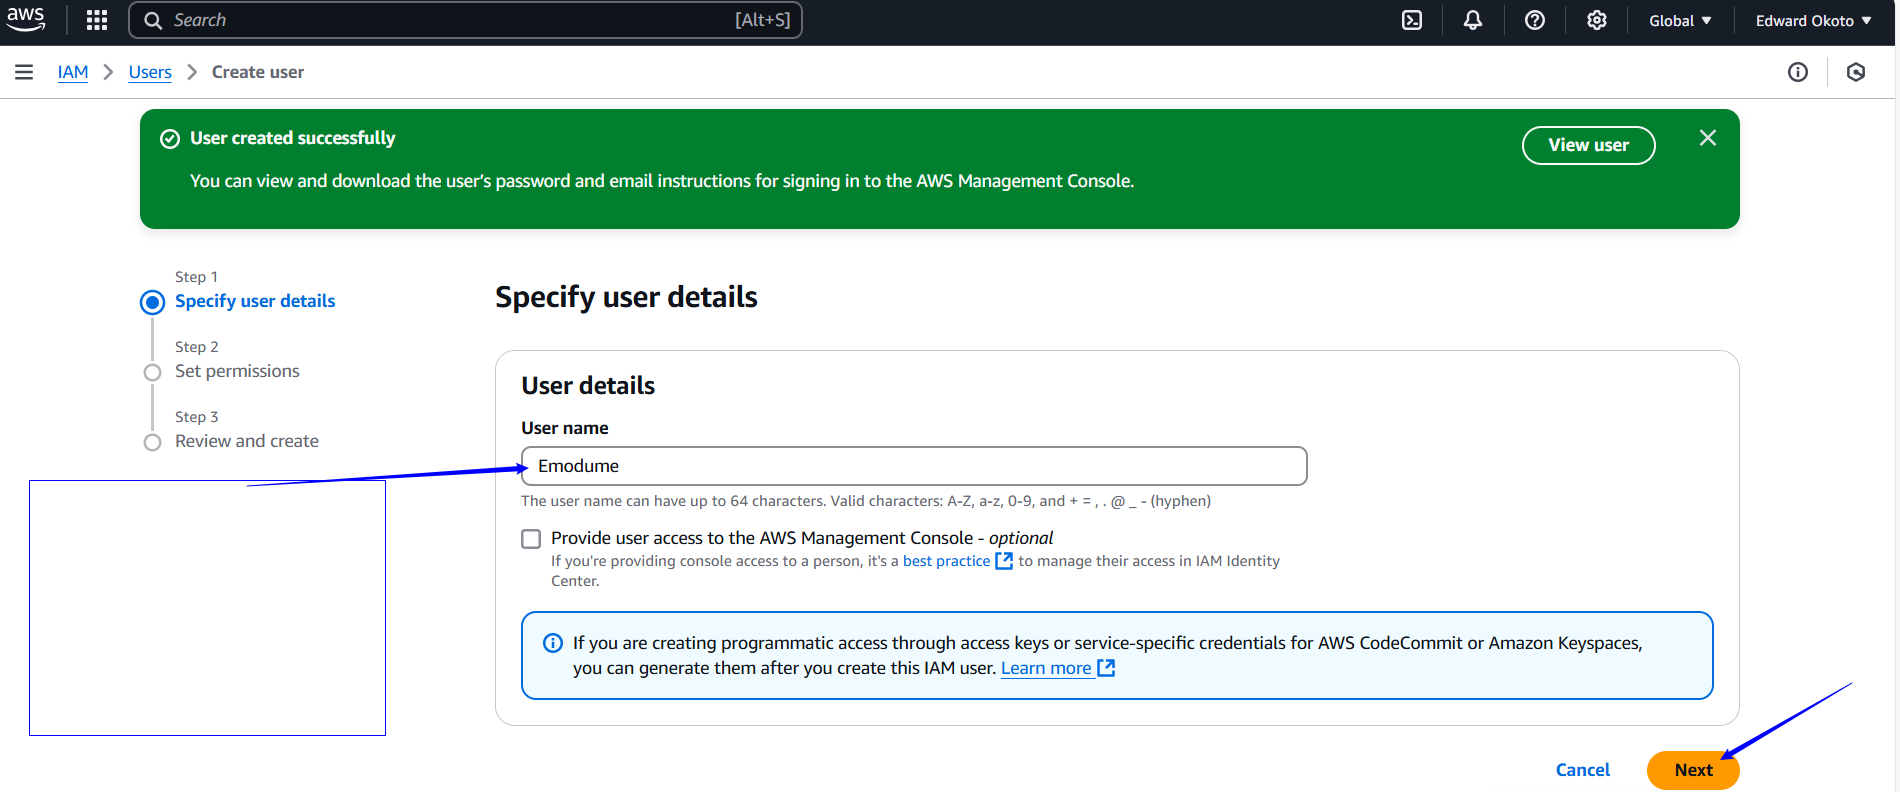 aws
Search
[Alt+S]
Global
Edward Okoto
IAM
Users
Create user
User created successfully
View user
You can view and download the user's password and email instructions for signing in to the AWS Management Console.
Step 1
Specify user details
Step 2
Set permissions
Step 3
Review and create
Specify user details
User details
User name
Emodume
The user name can have up to 64 characters. Valid characters: A-Z, a-z, 0-9, and + = , . @ _ - (hyphen)
Provide user access to the AWS Management Console - optional
If you're providing console access to a person, it's a best practice to manage their access in IAM Identity
Center.
If you are creating programmatic access through access keys or service-specific credentials for AWS CodeCommit or Amazon Keyspaces,
you can generate them after you create this IAM user. Learn more
Cancel
Next